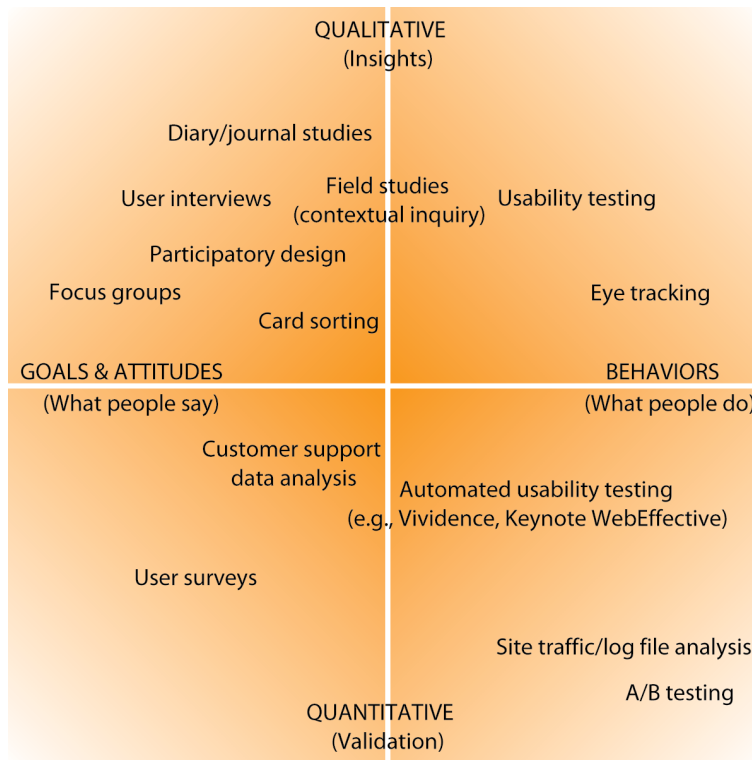 QUALITATIVE
(Insights)
Diary/journal studies
User interviews
Field studies
(contextual inquiry)
Usability testing
Participatory design
Focus groups
Eye tracking
Card sorting
GOALS & ATTITUDES
(What people say)
BEHAVIORS
(What people do)
Customer support
data analysis
Automated usability testing
(e.g., Vividence, Keynote WebEffective)
User surveys
Site traffic/log file analysis
A/B testing
QUANTITATIVE
(Validation)